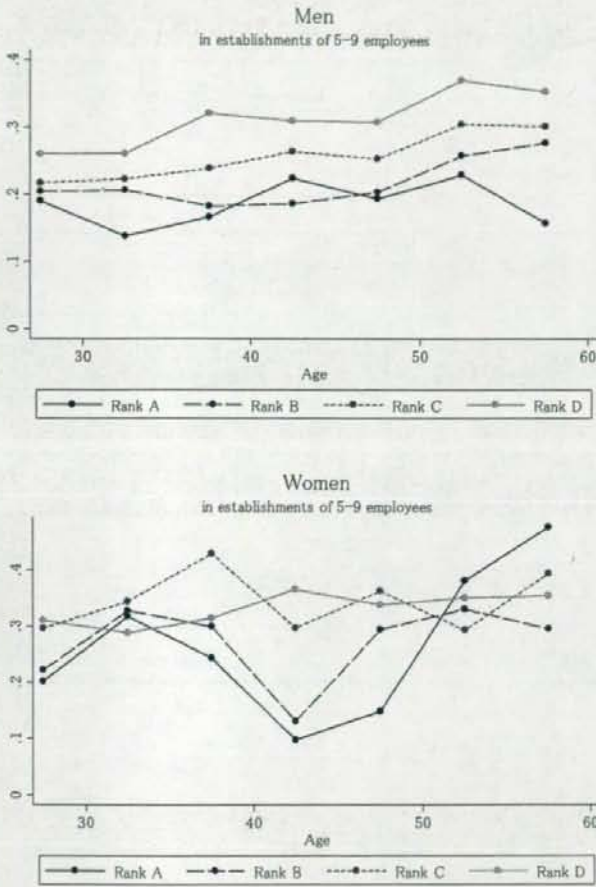 Men
in establishments of 5-9 employees
.4
.3
.2
.1
0
30 40 50 60
Age
Rank A Rank B Rank C Rank D
Women
in establishments of 5-9 employees
.4
.3
.2
.1
0
30 40 50 60
Age
Rank A Rank B Rank C Rank D